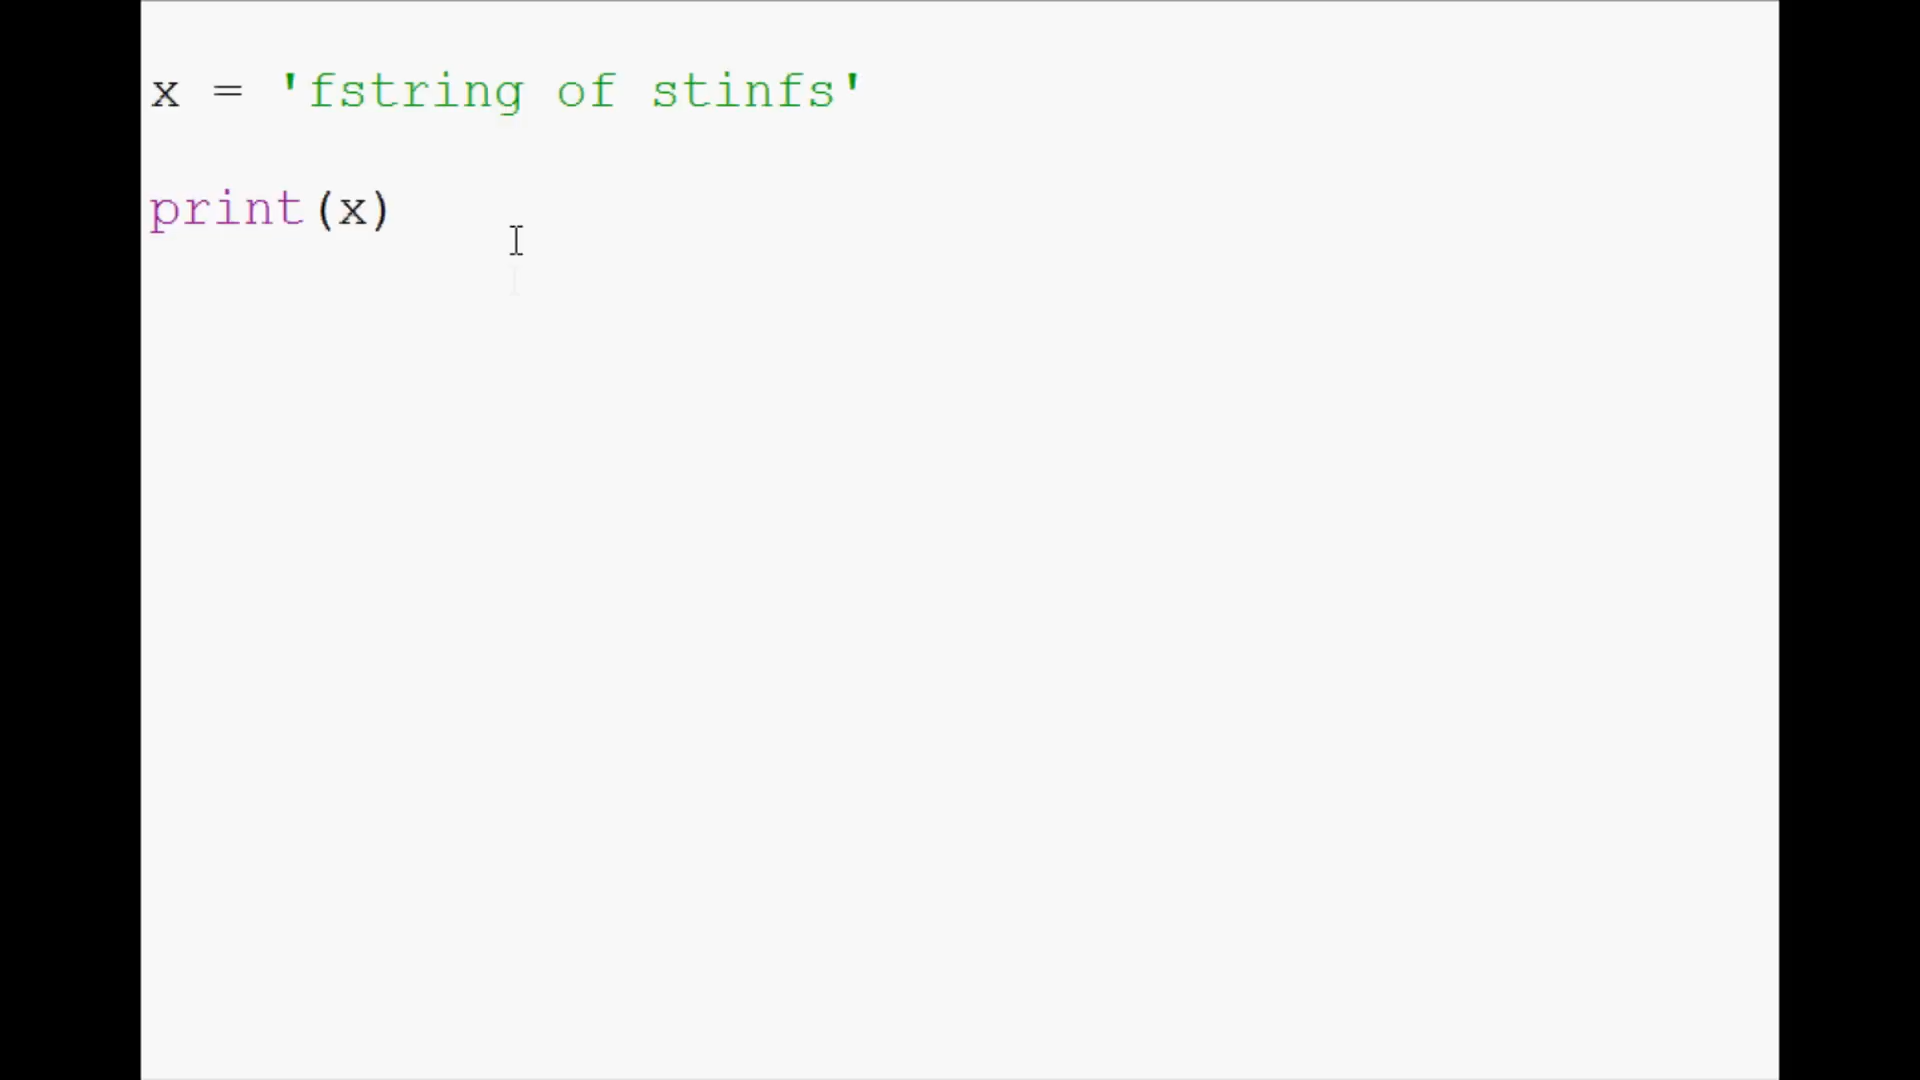 x = 'fstring of stinfs'
print(x)